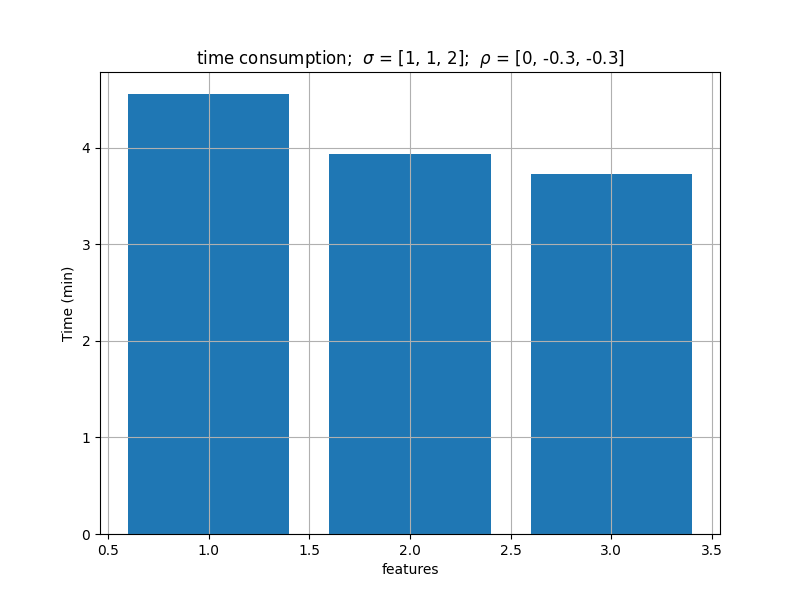 time consumption;  σ = [1, 1, 2];  ρ = [0, -0.3, -0.3]
Time (min)
4
3
2
1
0
0.5 1.0 1.5 2.0 2.5 3.0 3.5
features